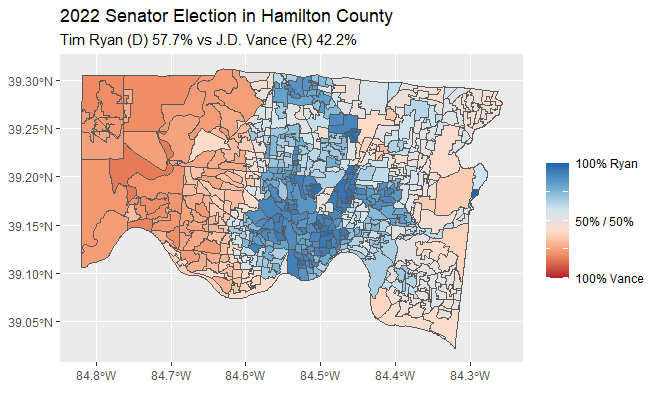 2022 Senator Election in Hamilton County
Tim Ryan (D) 57.7% vs J.D. Vance (R) 42.2%
39.30°N
39.25°N
39.20°N
39.15°N
39.10°N
39.05°N
84.8°W
84.7°W
84.6°W
84.5°W
84.4°W
84.3°W
100% Ryan
50% / 50%
100% Vance